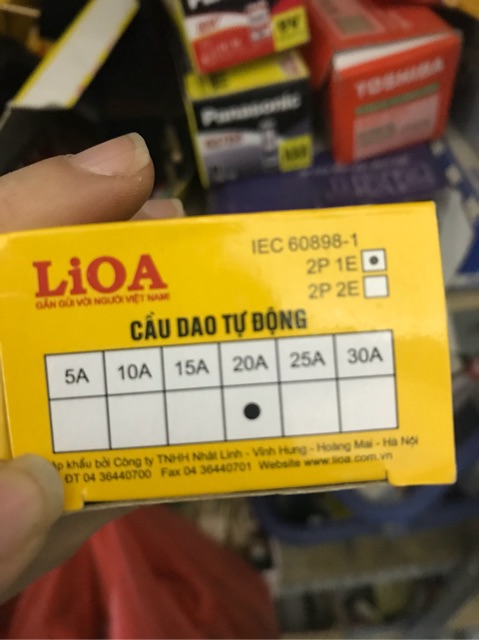 Panasonic
9V
TOSHIBA
LiOA
GẦN GŨI VỚI NGƯỜI VIỆT NAM!
IEC 60898-1
2P 1E
2P 2E
CẦU DAO TỰ ĐỘNG
5A 10A 15A 20A 25A 30A
khẩu bởi Công ty TNHH Nhật Linh - Vĩnh Hưng - Hoàng Mai - Hà Nội
ĐT 04 36440700 Fax 04 36440701 Website www.lioa.com.vn